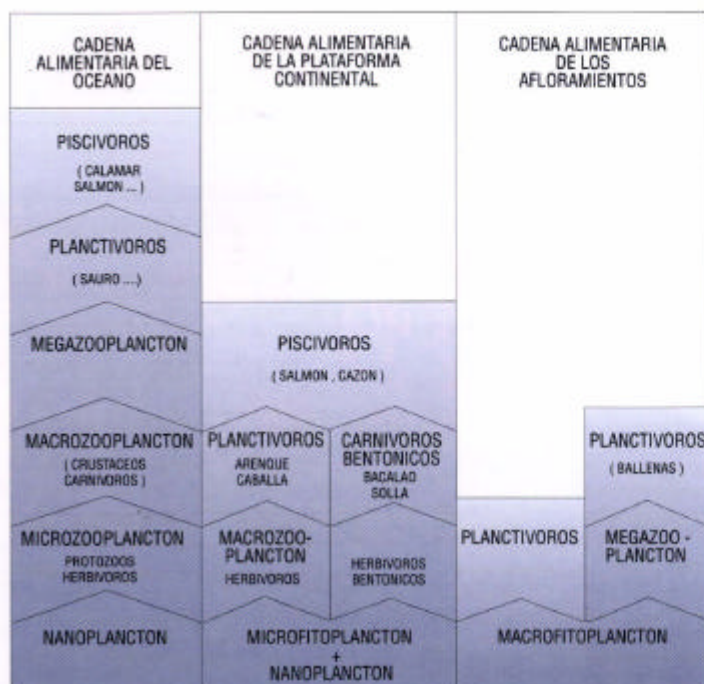 CADENA
ALIMENTARIA DEL
OCEANO
PISCIVOROS
( CALAMAR
SALMON ... )
PLANCTIVOROS
( SAURO ....)
MEGAZOOPLANCTON
MACROZOOPLANCTON
( CRUSTACEOS
CARNIVOROS )
MICROZOOPLANCTON
PROTOZOOS
HERBIVOROS
NANOPLANCTON
CADENA ALIMENTARIA
DE LA PLATAFORMA
CONTINENTAL
PISCIVOROS
( SALMON , CAZON )
PLANCTIVOROS
ARENQUE
CABALLA
CARNIVOROS
BENTONICOS
BACALAO
SOLLA
MACROZOO-
PLANCTON
HERBIVOROS
HERBIVOROS
BENTONICOS
MICROFITOPLANCTON
+
NANOPLANCTON
CADENA ALIMENTARIA
DE LOS
AFLORAMIENTOS
PLANCTIVOROS
( BALLENAS )
PLANCTIVOROS
MEGAZOO -
PLANCTON
MACROFITOPLANCTON